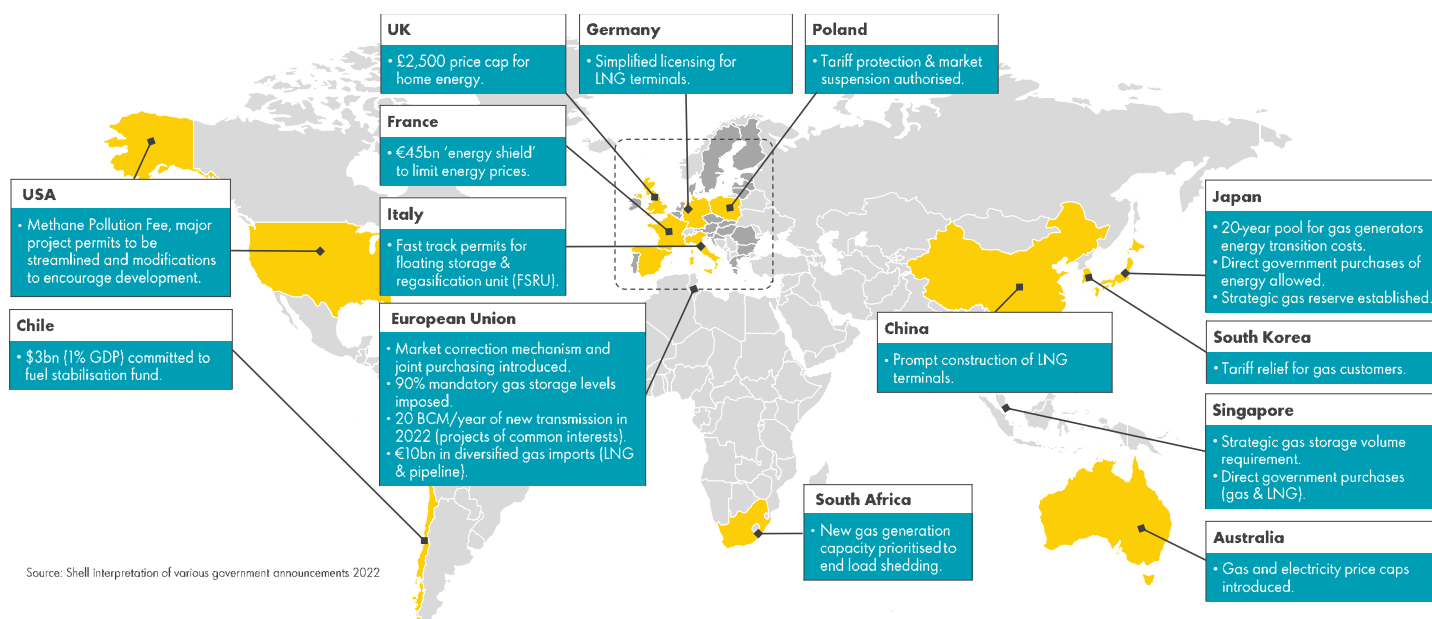 UK
• £2,500 price cap for
home energy.
Germany
• Simplified licensing for
LNG terminals.
Poland
• Tariff protection & market
suspension authorised.
France
• €45bn ‘energy shield’
to limit energy prices.
USA
• Methane Pollution Fee, major
project permits to be
streamlined and modifications
to encourage development.
Italy
• Fast track permits for
floating storage &
regasification unit (FSRU).
Japan
• 20-year pool for gas generators
energy transition costs.
• Direct government purchases of
energy allowed.
• Strategic gas reserve established.
Chile
• $3bn (1% GDP) committed to
fuel stabilisation fund.
European Union
• Market correction mechanism and
joint purchasing introduced.
• 90% mandatory gas storage levels
imposed.
• 20 BCM/year of new transmission in
2022 (projects of common interests).
• €10bn in diversified gas imports (LNG
& pipeline).
China
• Prompt construction of LNG
terminals.
South Korea
• Tariff relief for gas customers.
Singapore
• Strategic gas storage volume
requirement.
• Direct government purchases
(gas & LNG).
South Africa
• New gas generation
capacity prioritised to
end load shedding.
Australia
• Gas and electricity price caps
introduced.
Source: Shell interpretation of various government announcements 2022